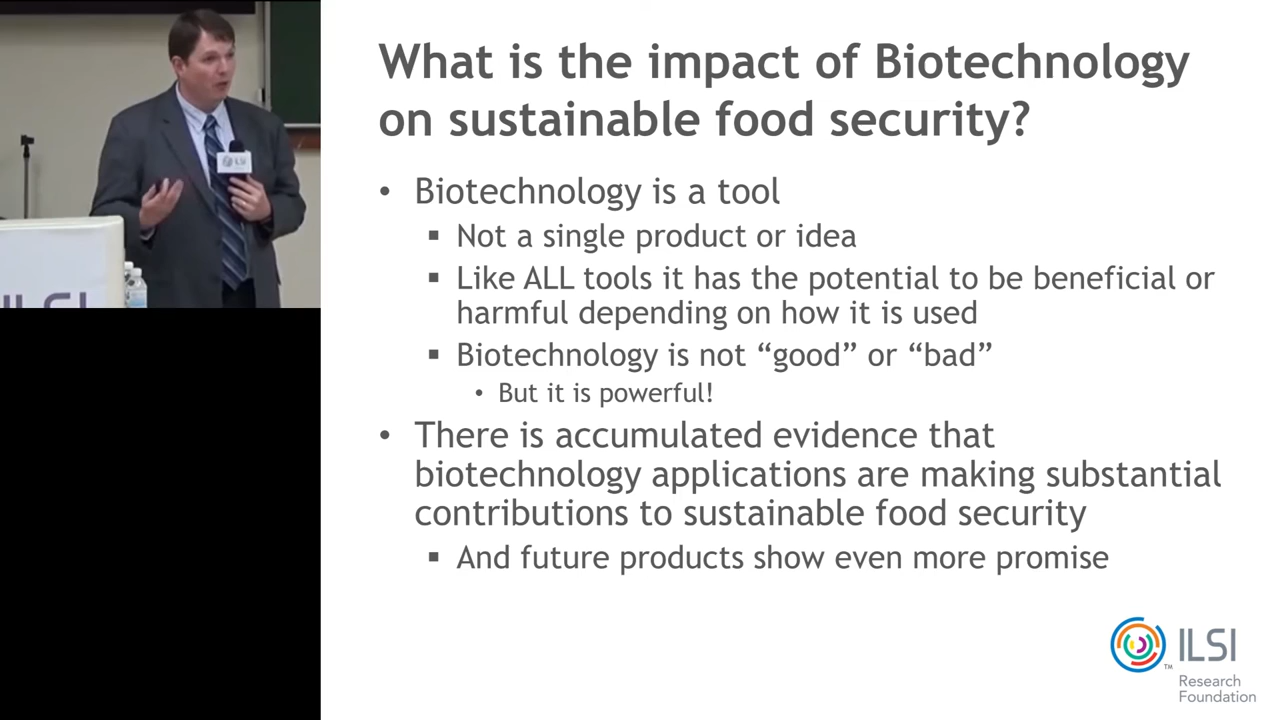 What is the impact of Biotechnology
on sustainable food security?
• Biotechnology is a tool
▪ Not a single product or idea
▪ Like ALL tools it has the potential to be beneficial or
harmful depending on how it is used
▪ Biotechnology is not “good” or “bad”
• But it is powerful!
• There is accumulated evidence that
biotechnology applications are making substantial
contributions to sustainable food security
▪ And future products show even more promise
ILSI
ILSI
TM
ILSI
Research
Foundation